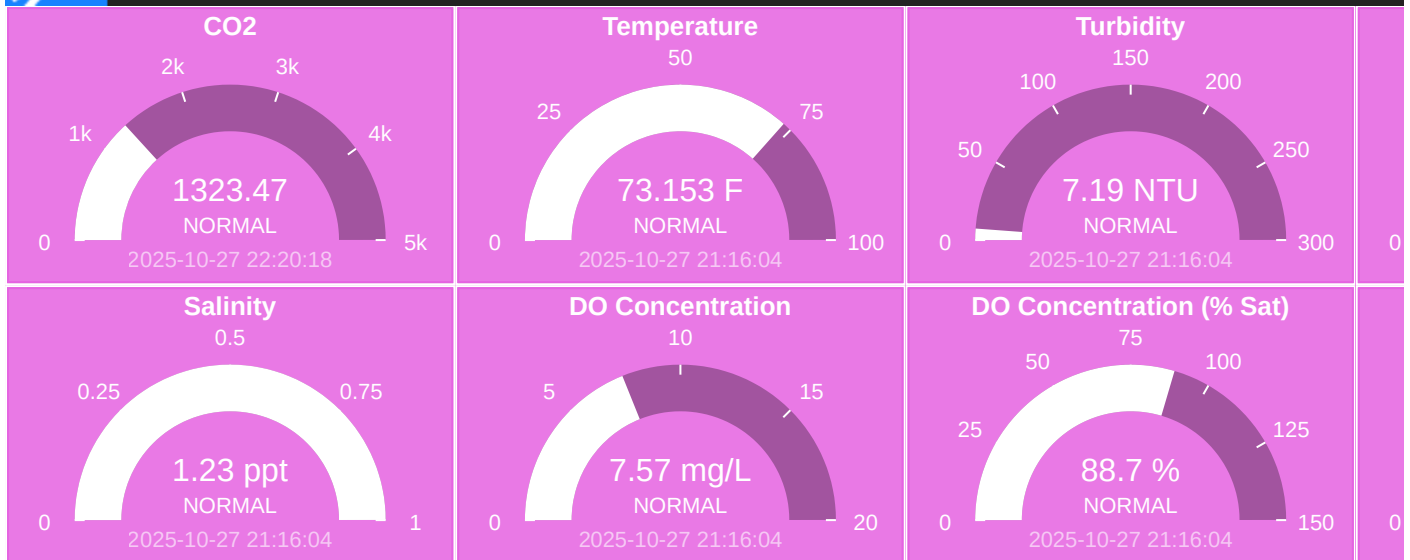 CO2
2k 3k
1k 4k
1323.47
NORMAL
0 5k
2025-10-27 22:20:18
Temperature
50
25 75
73.153 F
NORMAL
0 100
2025-10-27 21:16:04
Turbidity
150
100 200
50 250
7.19 NTU
NORMAL
0 300
2025-10-27 21:16:04
0
Salinity
0.5
0.25 0.75
1.23 ppt
NORMAL
0 1
2025-10-27 21:16:04
DO Concentration
10
5 15
7.57 mg/L
NORMAL
0 20
2025-10-27 21:16:04
DO Concentration (% Sat)
75
50 100
25 125
88.7 %
NORMAL
0 150
2025-10-27 21:16:04
0